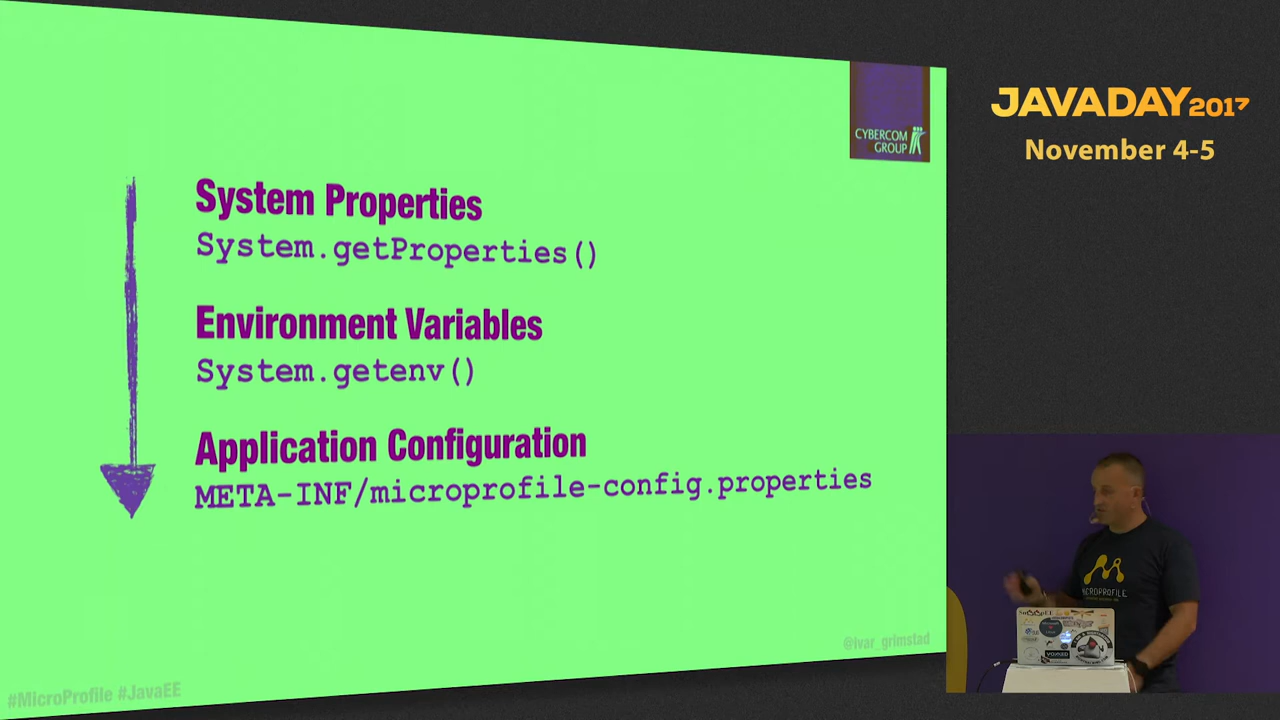 CYBERCOM
GROUP
System Properties
System.getProperties()
Environment Variables
System.getenv()
Application Configuration
META-INF/microprofile-config.properties
@ivar_grimstad
#MicroProfile #JavaEE
JAVADAY2017
November 4-5
MICROPROFILE